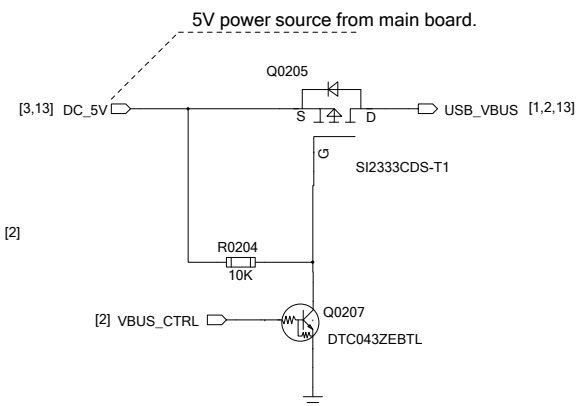 5V power source from main board.
Q0205
[3,13] DC_5V
S
D
USB_VBUS [1,2,13]
G
SI2333CDS-T1
[2]
R0204
10K
Q0207
[2] VBUS_CTRL
DTC043ZEBTL